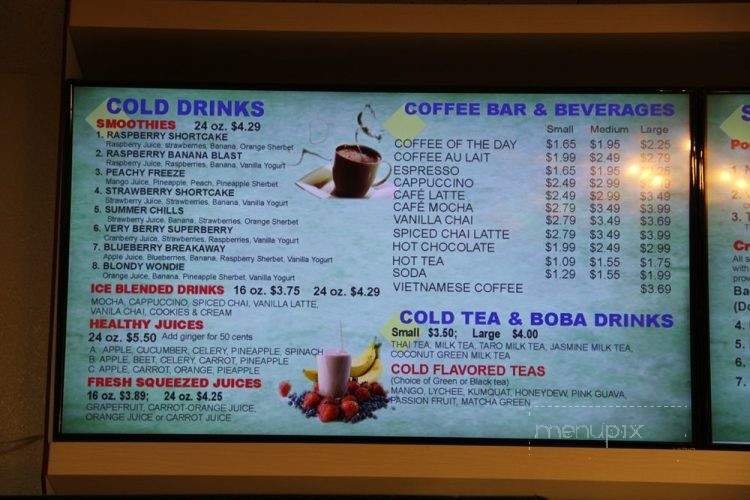 COLD DRINKS
SMOOTHIES 24 oz. $4.29
1. RASPBERRY SHORTCAKE
Raspberry Juice, strawberries, Banana, Orange Sherbet
2. RASPBERRY BANANA BLAST
Raspberry Juice, Raspberries, Banana, Vanilla Yogurt
3. PEACHY FREEZE
Mango Juice, Pineapple, Peach, Pineapple Sherbet
4. STRAWBERRY SHORTCAKE
Strawberry Juice, Strawberries, Banana, Vanilla Yogurt
5. SUMMER CHILLS
Strawberry Juice, Banana, Strawberries, Orange Sherbet
6. VERY BERRY SUPERBERRY
Cranberry Juice, Strawberries, Raspberries, Vanilla Yogurt
7. BLUEBERRY BREAKAWAY
Apple Juice, Blueberries, Banana, Raspberry Sherbet, Vanilla Yogurt
8. BLONDY WONDIE
Orange Juice, Banana, Pineapple Sherbet, Vanilla Yogurt
ICE BLENDED DRINKS 16 oz. $3.75 24 oz. $4.29
MOCHA, CAPPUCCINO, SPICED CHAI, VANILLA LATTE,
VANILA CHAI, COOKIES & CREAM
HEALTHY JUICES
24 oz. $5.50 Add ginger for 50 cents
A. APPLE, CUCUMBER, CELERY, PINEAPPLE, SPINACH
B. APPLE, BEET, CELERY, CARROT, PINEAPPLE
C. APPLE, CARROT, ORANGE, PIEAPPLE
FRESH SQUEEZED JUICES
16 oz. $3.89; 24 oz. $4.25
GRAPEFRUIT, CARROT-ORANGE JUICE,
ORANGE JUICE or CARROT JUICE
COFFEE BAR & BEVERAGES
Small Medium Large
COFFEE OF THE DAY $1.65 $1.95 $2.25
COFFEE AU LAIT $1.99 $2.49 $2.79
ESPRESSO $1.65 $1.95
CAPPUCCINO $2.49 $2.99
CAFÉ LATTE $2.49 $2.99 $3.49
CAFÉ MOCHA $2.79 $3.49 $3.99
VANILLA CHAI $2.79 $3.49 $3.69
SPICED CHAI LATTE $2.79 $3.49 $3.99
HOT CHOCOLATE $1.99 $2.49 $2.99
HOT TEA $1.09 $1.55 $1.75
SODA $1.29 $1.55 $1.99
VIETNAMESE COFFEE $3.69
COLD TEA & BOBA DRINKS
Small $3.50; Large $4.00
THAI TEA, MILK TEA, TARO MILK TEA, JASMINE MILK TEA,
COCONUT GREEN MILK TEA
COLD FLAVORED TEAS
(Choice of Green or Black tea)
MANGO, LYCHEE, KUMQUAT, HONEYDEW, PINK GUAVA,
PASSION FRUIT, MATCHA GREEN
menupix